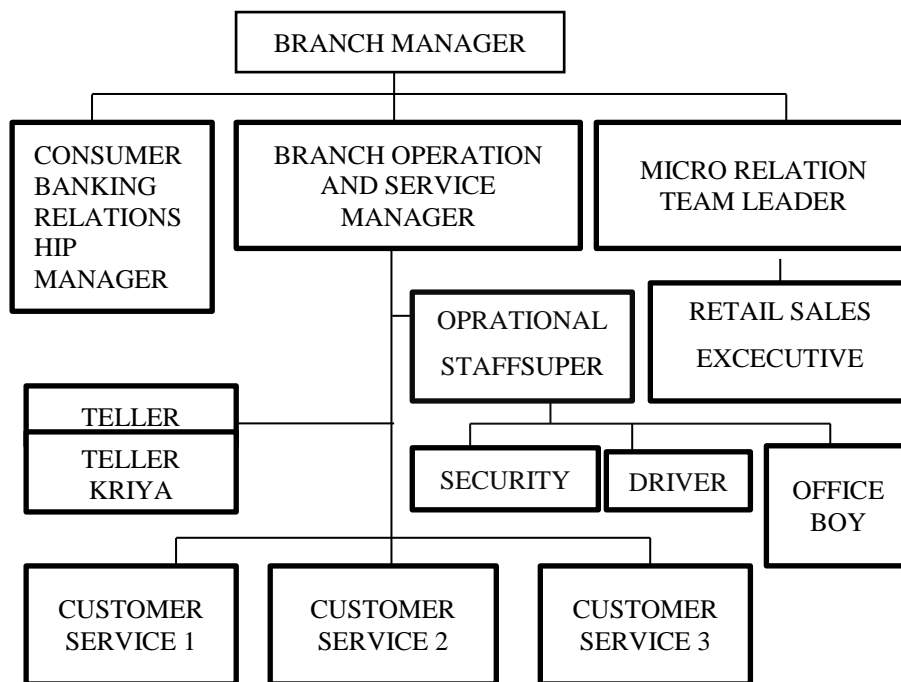 BRANCH MANAGER
CONSUMER
BANKING
RELATIONS
HIP
MANAGER
BRANCH OPERATION
AND SERVICE
MANAGER
MICRO RELATION
TEAM LEADER
OPRATIONAL
STAFFSUPER
RETAIL SALES
EXCECUTIVE
TELLER
TELLER
KRIYA
SECURITY
DRIVER
OFFICE
BOY
CUSTOMER
SERVICE 1
CUSTOMER
SERVICE 2
CUSTOMER
SERVICE 3